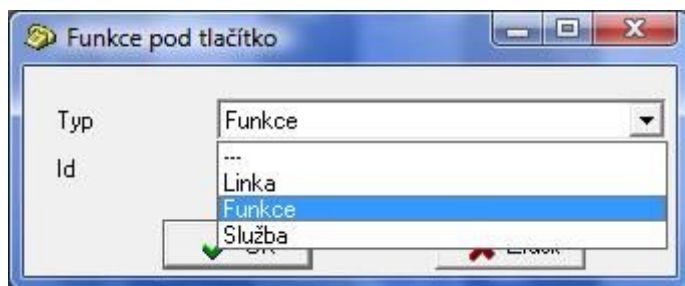 Funkce pod tlačítko
Typ
Funkce
Id
---
Linka
Funkce
Služba